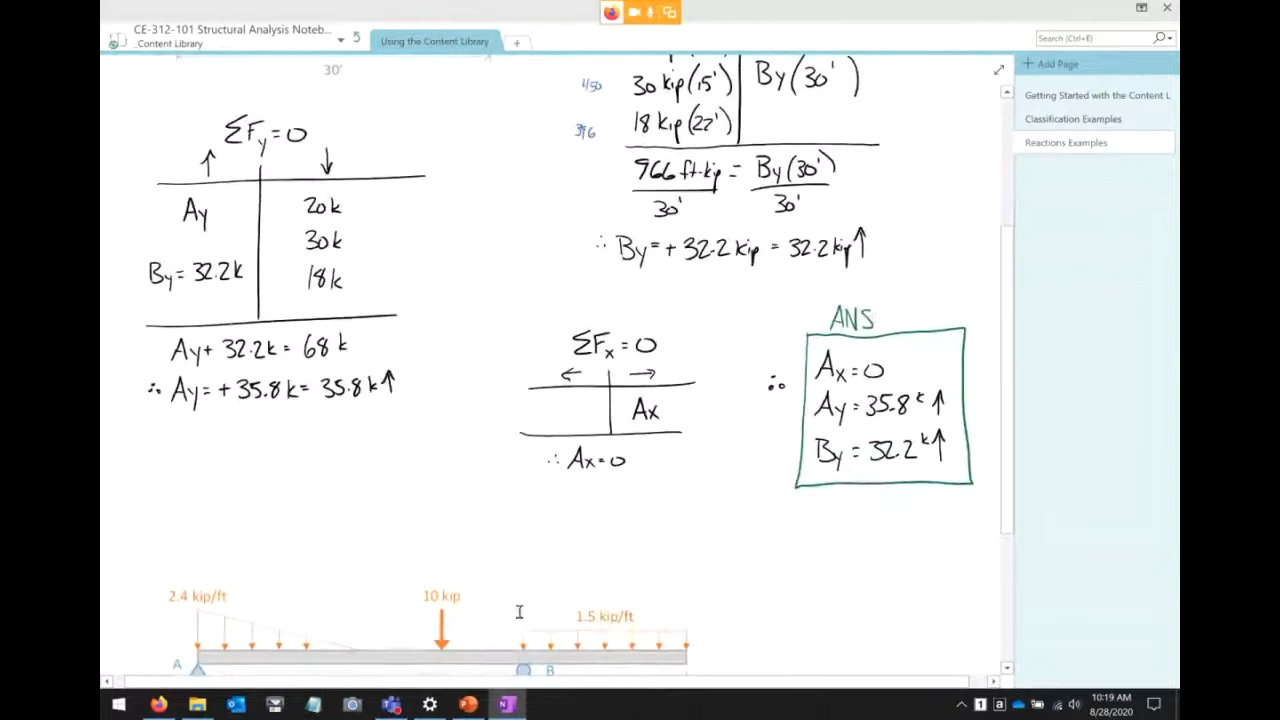 CE-312-101 Structural Analysis Noteb...
_Content Library
Using the Content Library
+
Search (Ctrl+E)
Add Page
Getting Started with the Content L
Classification Examples
Reactions Examples
30'
ΣFy=0
↑ ↓
Ay
20k
30k
By = 32.2k
18k
Ay+ 32.2k = 68k
∴ Ay = + 35.8k = 35.8k↑
30 kip(15')
By(30')
18 kip(22')
966 ft·kip = By(30')
30' 30'
∴ By = + 32.2 kip = 32.2 kip↑
ΣFx = 0
← →
Ax
∴ Ax=0
ANS
∴
Ax=0
Ay = 35.8k↑
By = 32.2k↑
2.4 kip/ft
10 kip
1.5 kip/ft
A
B
10:19 AM
8/28/2020